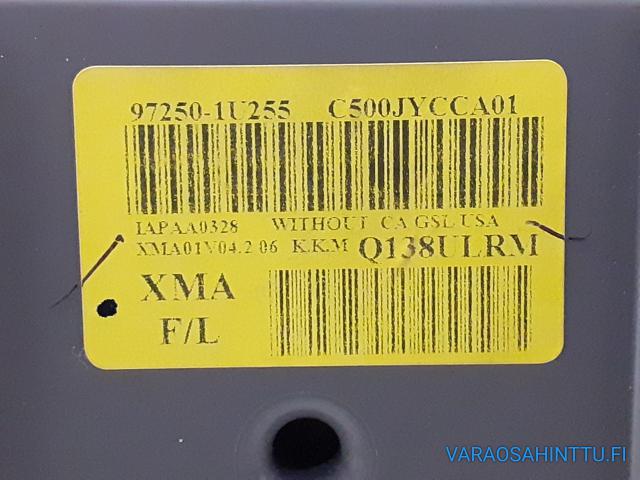 97250-1U255 C500JYCCA01
IAPAA0328 WITHOUT CA GSL USA
XMA01V04.2 06 K.K.M Q138ULRM
XMA
F/L
VARAOSAHINTTU.FI